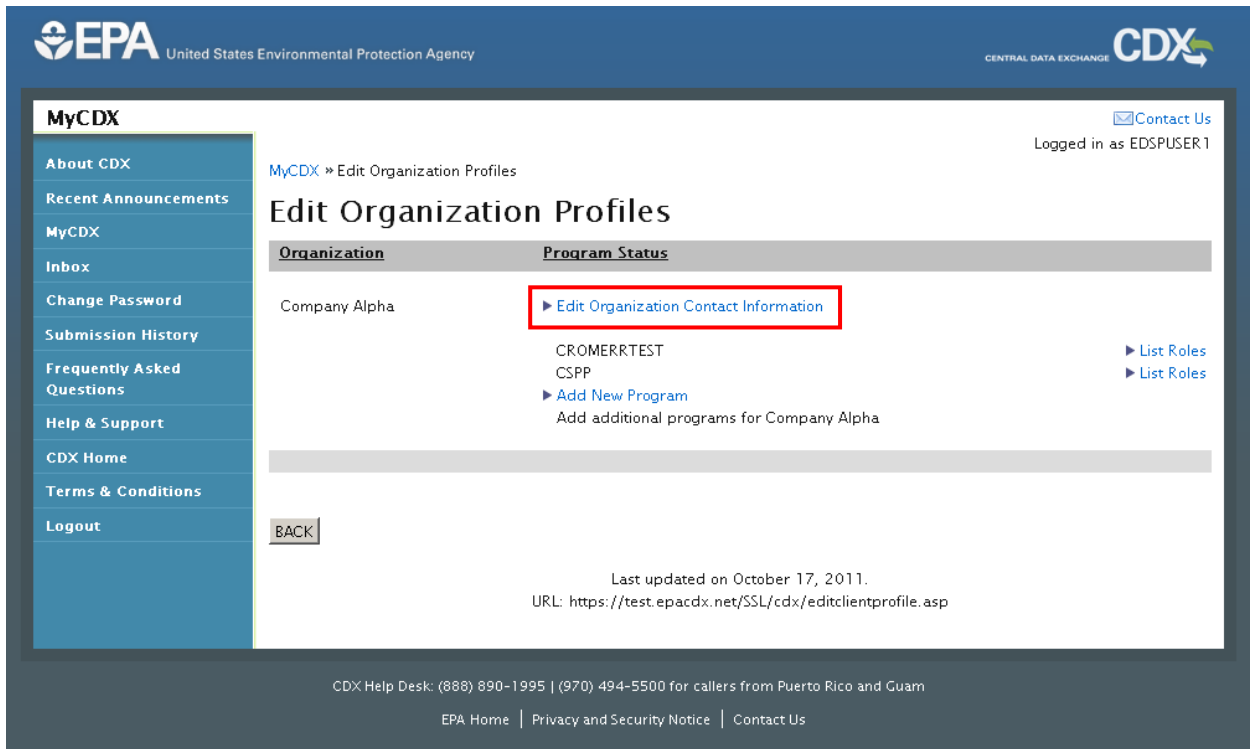 EPA United States Environmental Protection Agency
CENTRAL DATA EXCHANGE CDX
MyCDX
Contact Us
Logged in as EDSPUSER1
About CDX
Recent Announcements
MyCDX
Inbox
Change Password
Submission History
Frequently Asked
Questions
Help & Support
CDX Home
Terms & Conditions
Logout
MyCDX » Edit Organization Profiles
Edit Organization Profiles
Organization Program Status
Company Alpha Edit Organization Contact Information
CROMERRTEST List Roles
CSPP List Roles
Add New Program
Add additional programs for Company Alpha
BACK
Last updated on October 17, 2011.
URL: https://test.epacdx.net/SSL/cdx/editclientprofile.asp
CDX Help Desk: (888) 890-1995 | (970) 494-5500 for callers from Puerto Rico and Guam
EPA Home | Privacy and Security Notice | Contact Us